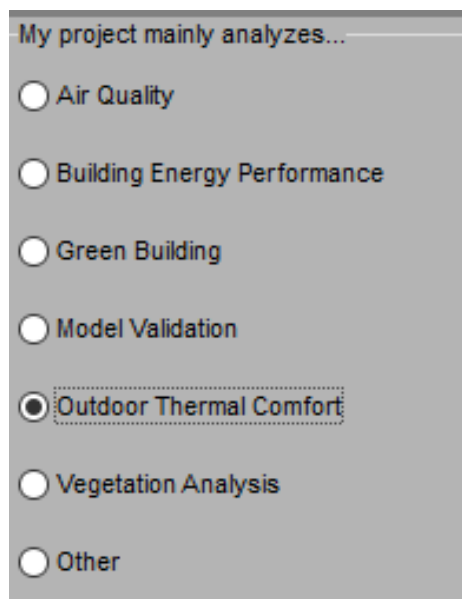 My project mainly analyzes...
Air Quality
Building Energy Performance
Green Building
Model Validation
Outdoor Thermal Comfort
Vegetation Analysis
Other